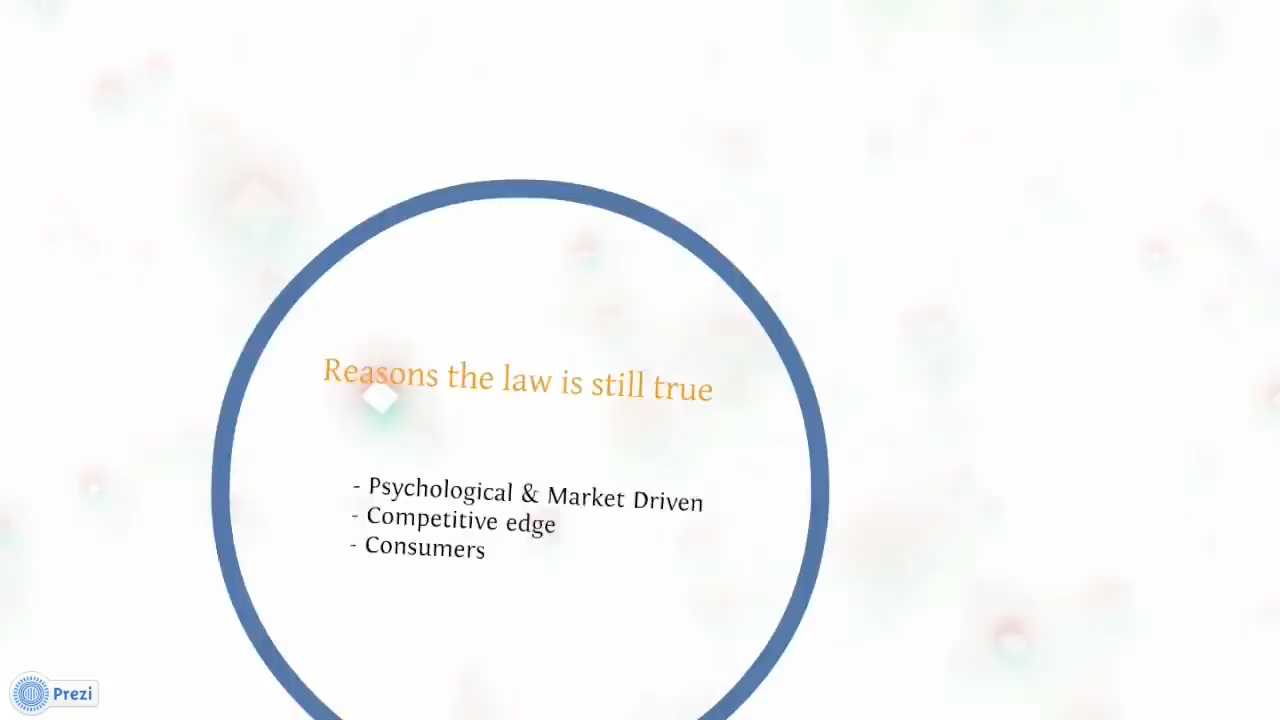 Reasons the law is still true
- Psychological & Market Driven
- Competitive edge
- Consumers
Prezi